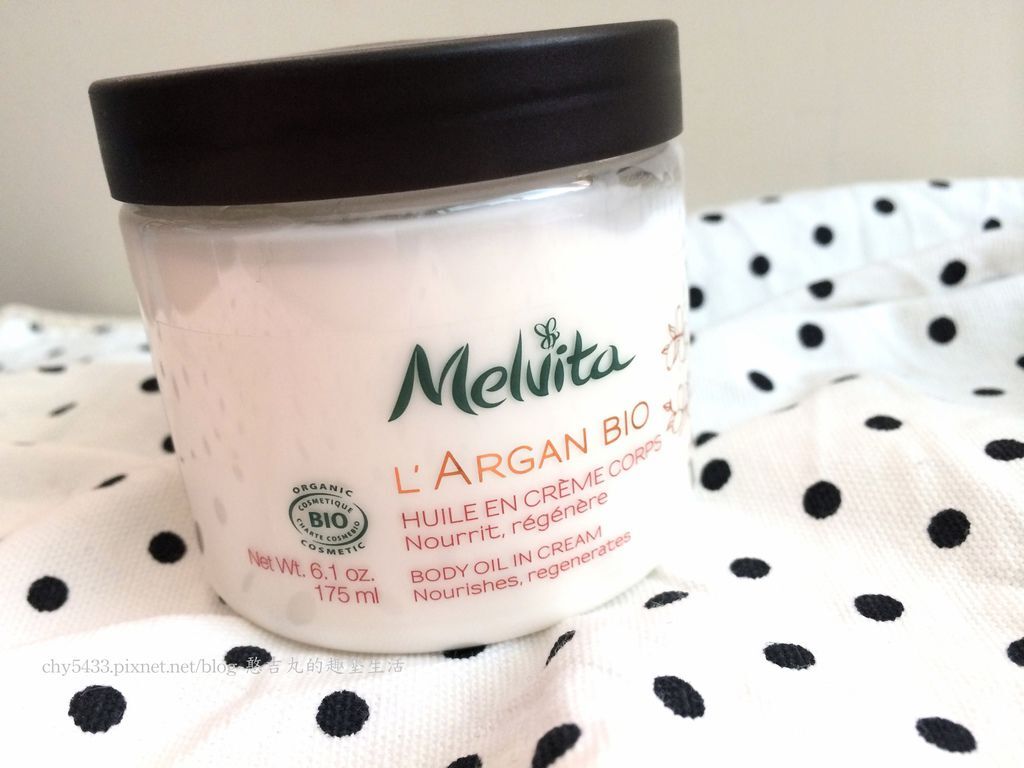 Melvita
L'ARGAN BIO
HUILE EN CRÈME CORPS
Nourrit, régénère
BODY OIL IN CREAM
Nourishes, regenerates
ORGANIC
COSMETIQUE
BIO
CHARTE COSMEBIO
COSMETIC
Net Wt. 6.1 oz.
175 ml
chy5433.pixnet.net/blog 憨吉丸的趣坠生活